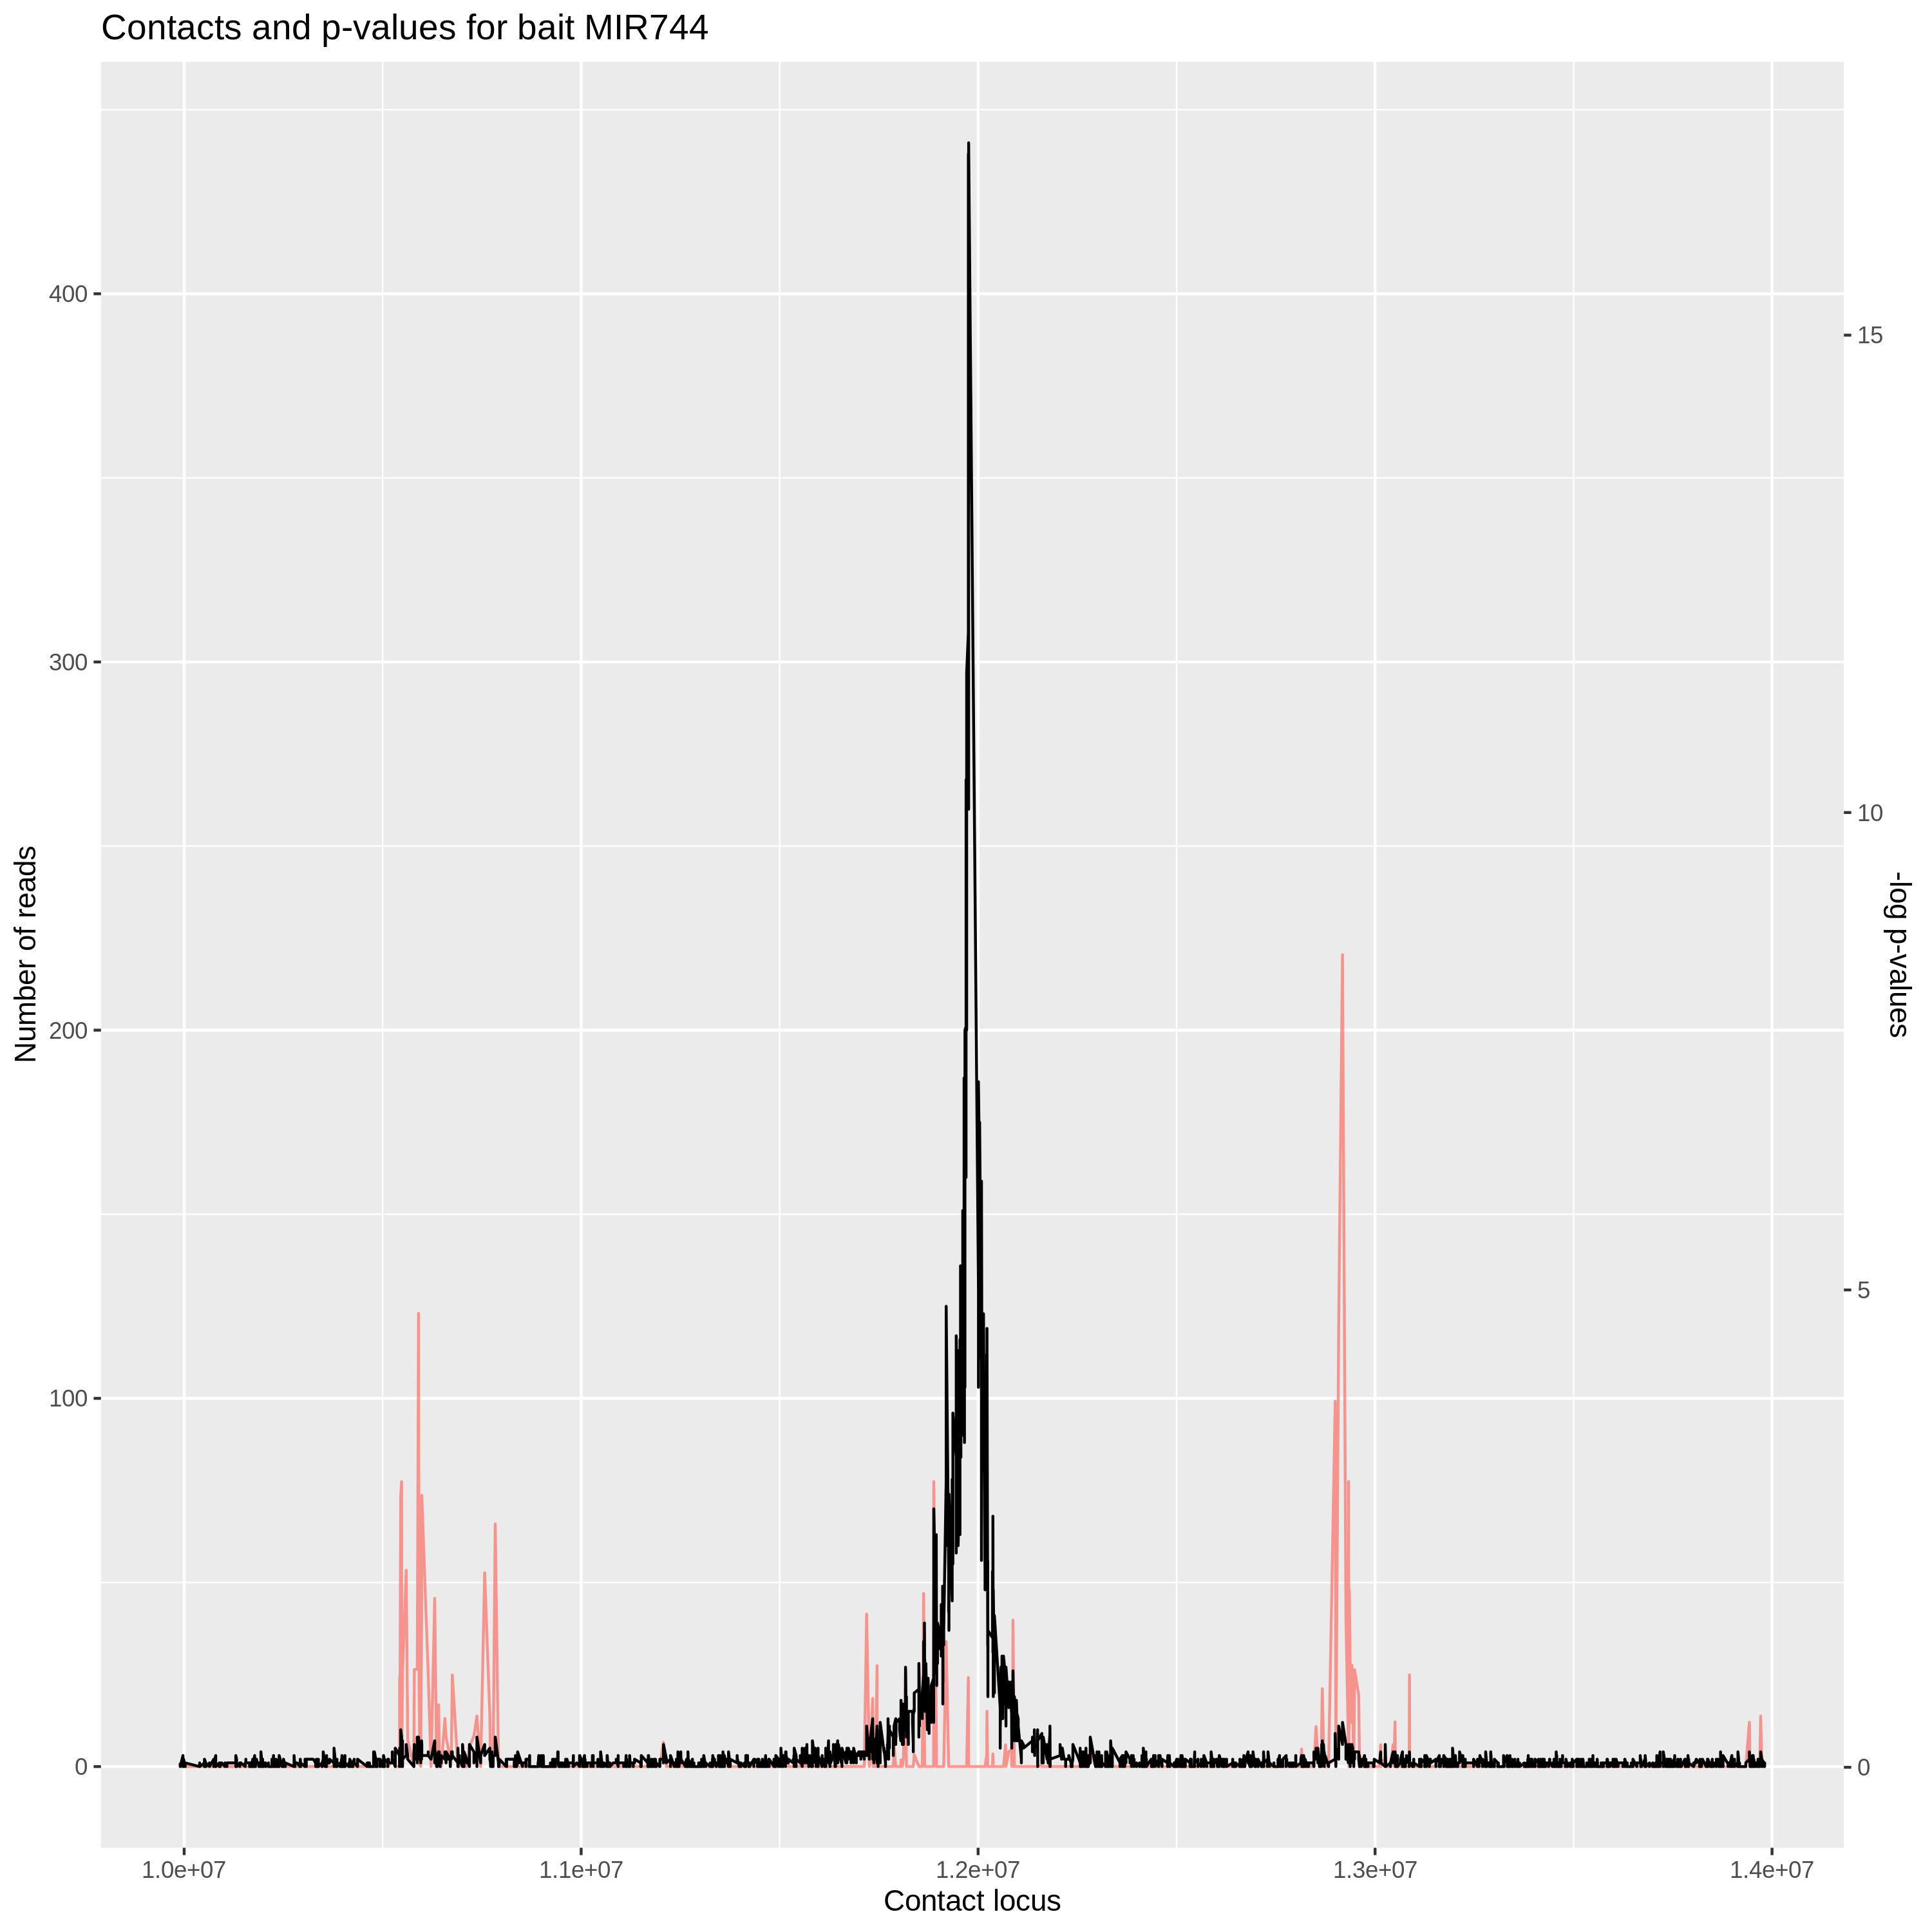 Contacts and p-values for bait MIR744
400
300
200
100
0
Number of reads
15
10
5
0
-log p-values
1.0e+07 1.1e+07 1.2e+07 1.3e+07 1.4e+07
Contact locus